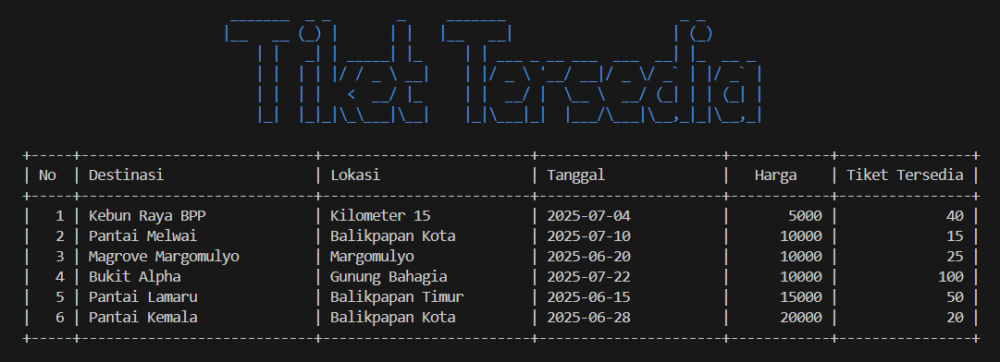 Tiket Tersedia
No Destinasi Lokasi Tanggal Harga Tiket Tersedia
1 Kebun Raya BPP Kilometer 15 2025-07-04 5000 40
2 Pantai Melwai Balikpapan Kota 2025-07-10 10000 15
3 Magrove Margomulyo Margomulyo 2025-06-20 10000 25
4 Bukit Alpha Gunung Bahagia 2025-07-22 10000 100
5 Pantai Lamaru Balikpapan Timur 2025-06-15 15000 50
6 Pantai Kemala Balikpapan Kota 2025-06-28 20000 20